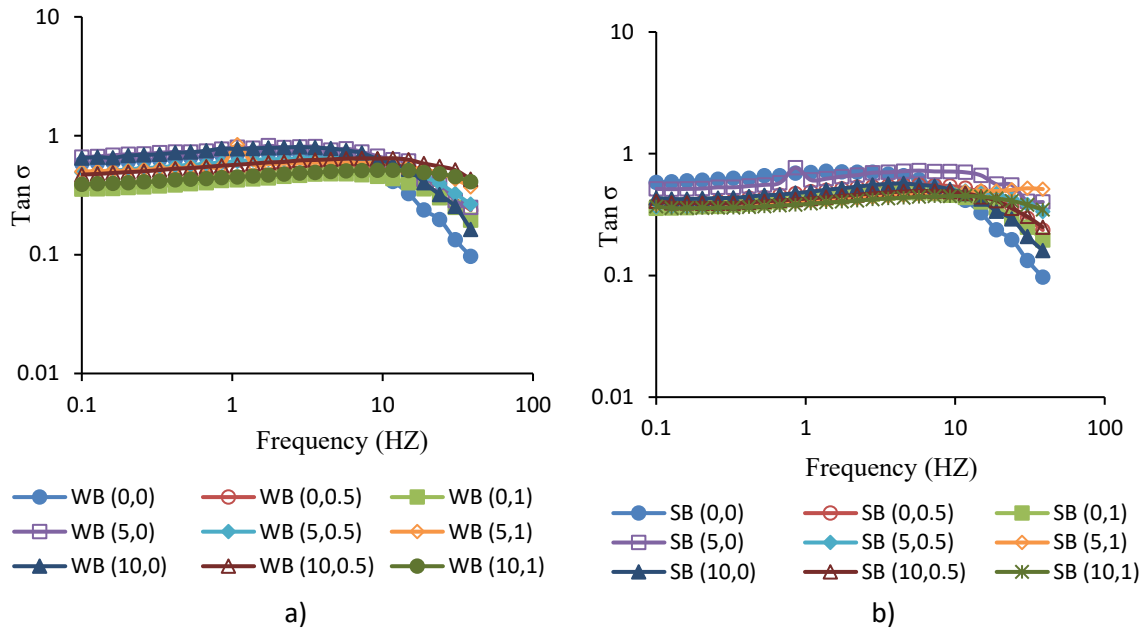 10
1
0.1
0.01
Tan σ
0.1 1 10 100
Frequency (HZ)
WB (0,0) WB (0,0.5) WB (0,1)
WB (5,0) WB (5,0.5) WB (5,1)
WB (10,0) WB (10,0.5) WB (10,1)
a)
10
1
0.1
0.01
Tan σ
0.1 1 10 100
Frequency (HZ)
SB (0,0) SB (0,0.5) SB (0,1)
SB (5,0) SB (5,0.5) SB (5,1)
SB (10,0) SB (10,0.5) SB (10,1)
b)